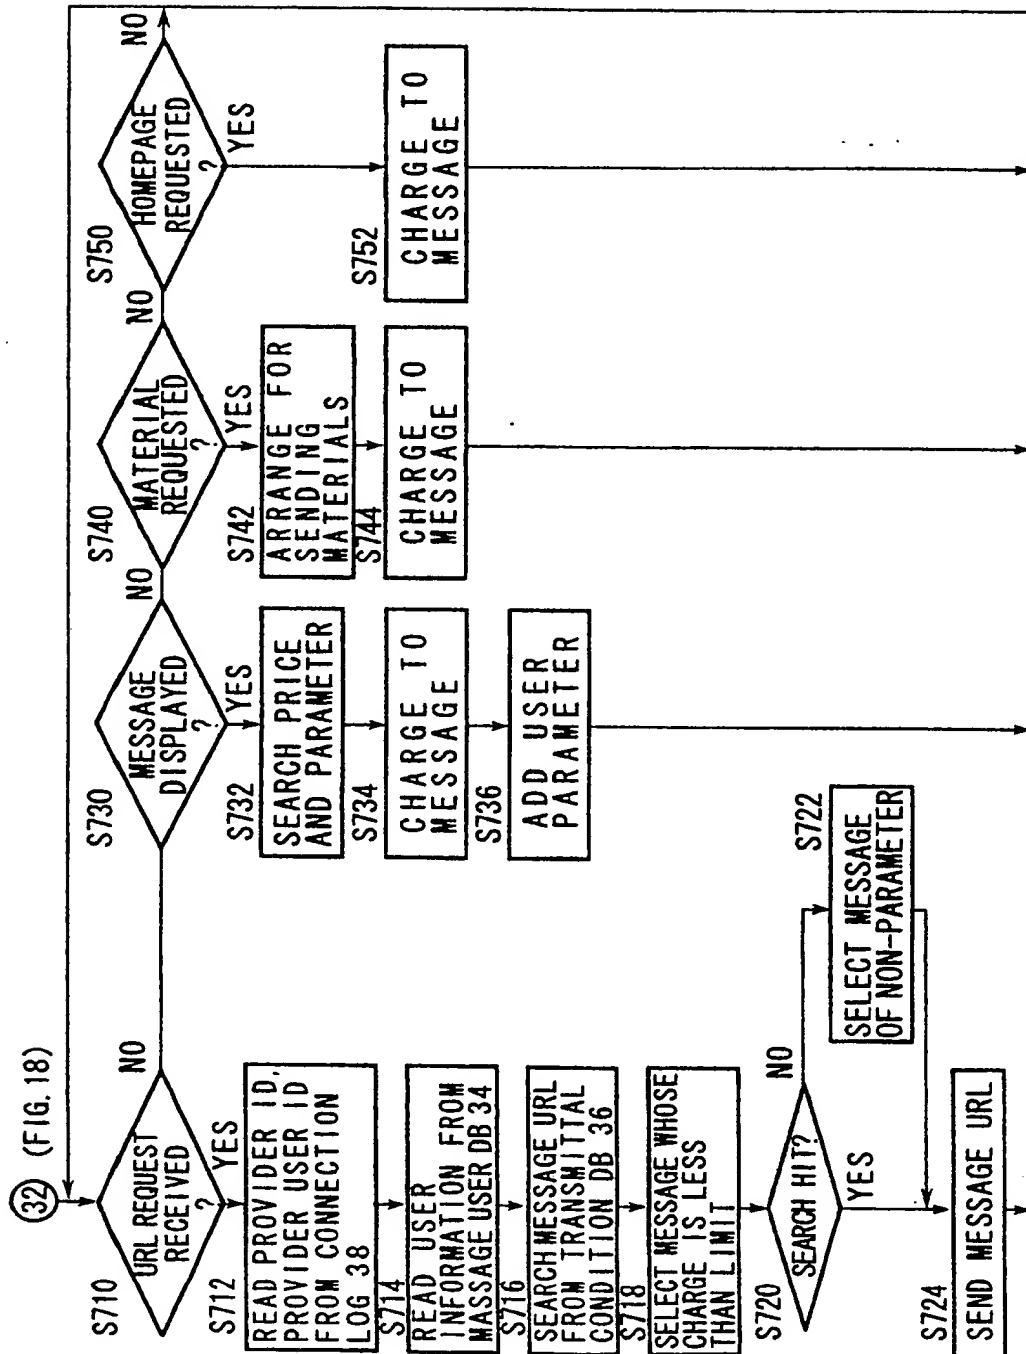 32 (FIG. 18)
S710
URL REQUEST
RECEIVED
?
NO
YES
S712
READ PROVIDER ID,
PROVIDER USER ID
FROM CONNECTION
LOG 38
S714
READ USER
INFORMATION FROM
MASSAGE USER DB 34
S716
SEARCH MESSAGE URL
FROM TRANSMITTAL
CONDITION DB 36
S718
SELECT MESSAGE WHOSE
CHARGE IS LESS
THAN LIMIT
S720
SEARCH HIT?
NO
YES
S722
SELECT MESSAGE
OF NON-PARAMETER
S724
SEND MESSAGE URL
S730
MESSAGE
DISPLAYED
?
NO
YES
S732
SEARCH PRICE
AND PARAMETER
S734
CHARGE TO
MESSAGE
S736
ADD USER
PARAMETER
S740
MATERIAL
REQUESTED
?
NO
YES
S742
ARRANGE FOR
SENDING
MATERIALS
S744
CHARGE TO
MESSAGE
S750
HOMEPAGE
REQUESTED
?
NO
YES
S752
CHARGE TO
MESSAGE